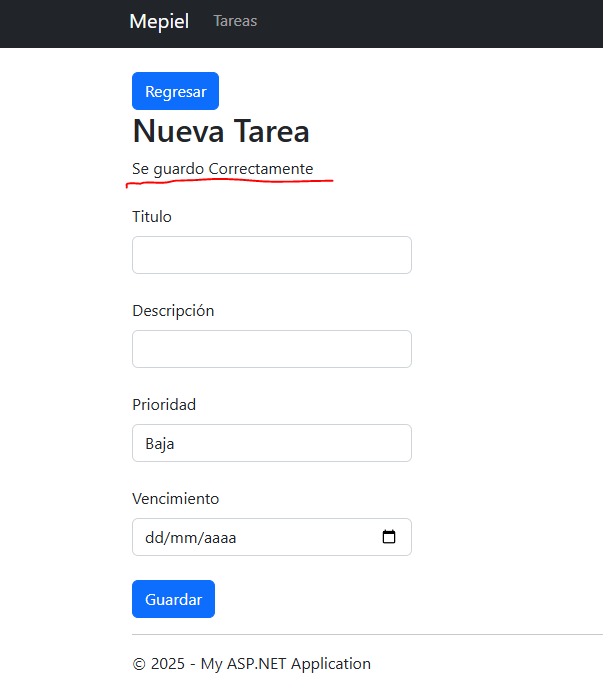 Mepiel Tareas
Regresar
Nueva Tarea
Se guardo Correctamente
Titulo
Descripción
Prioridad
Baja
Vencimiento
dd/mm/aaaa
Guardar
© 2025 - My ASP.NET Application